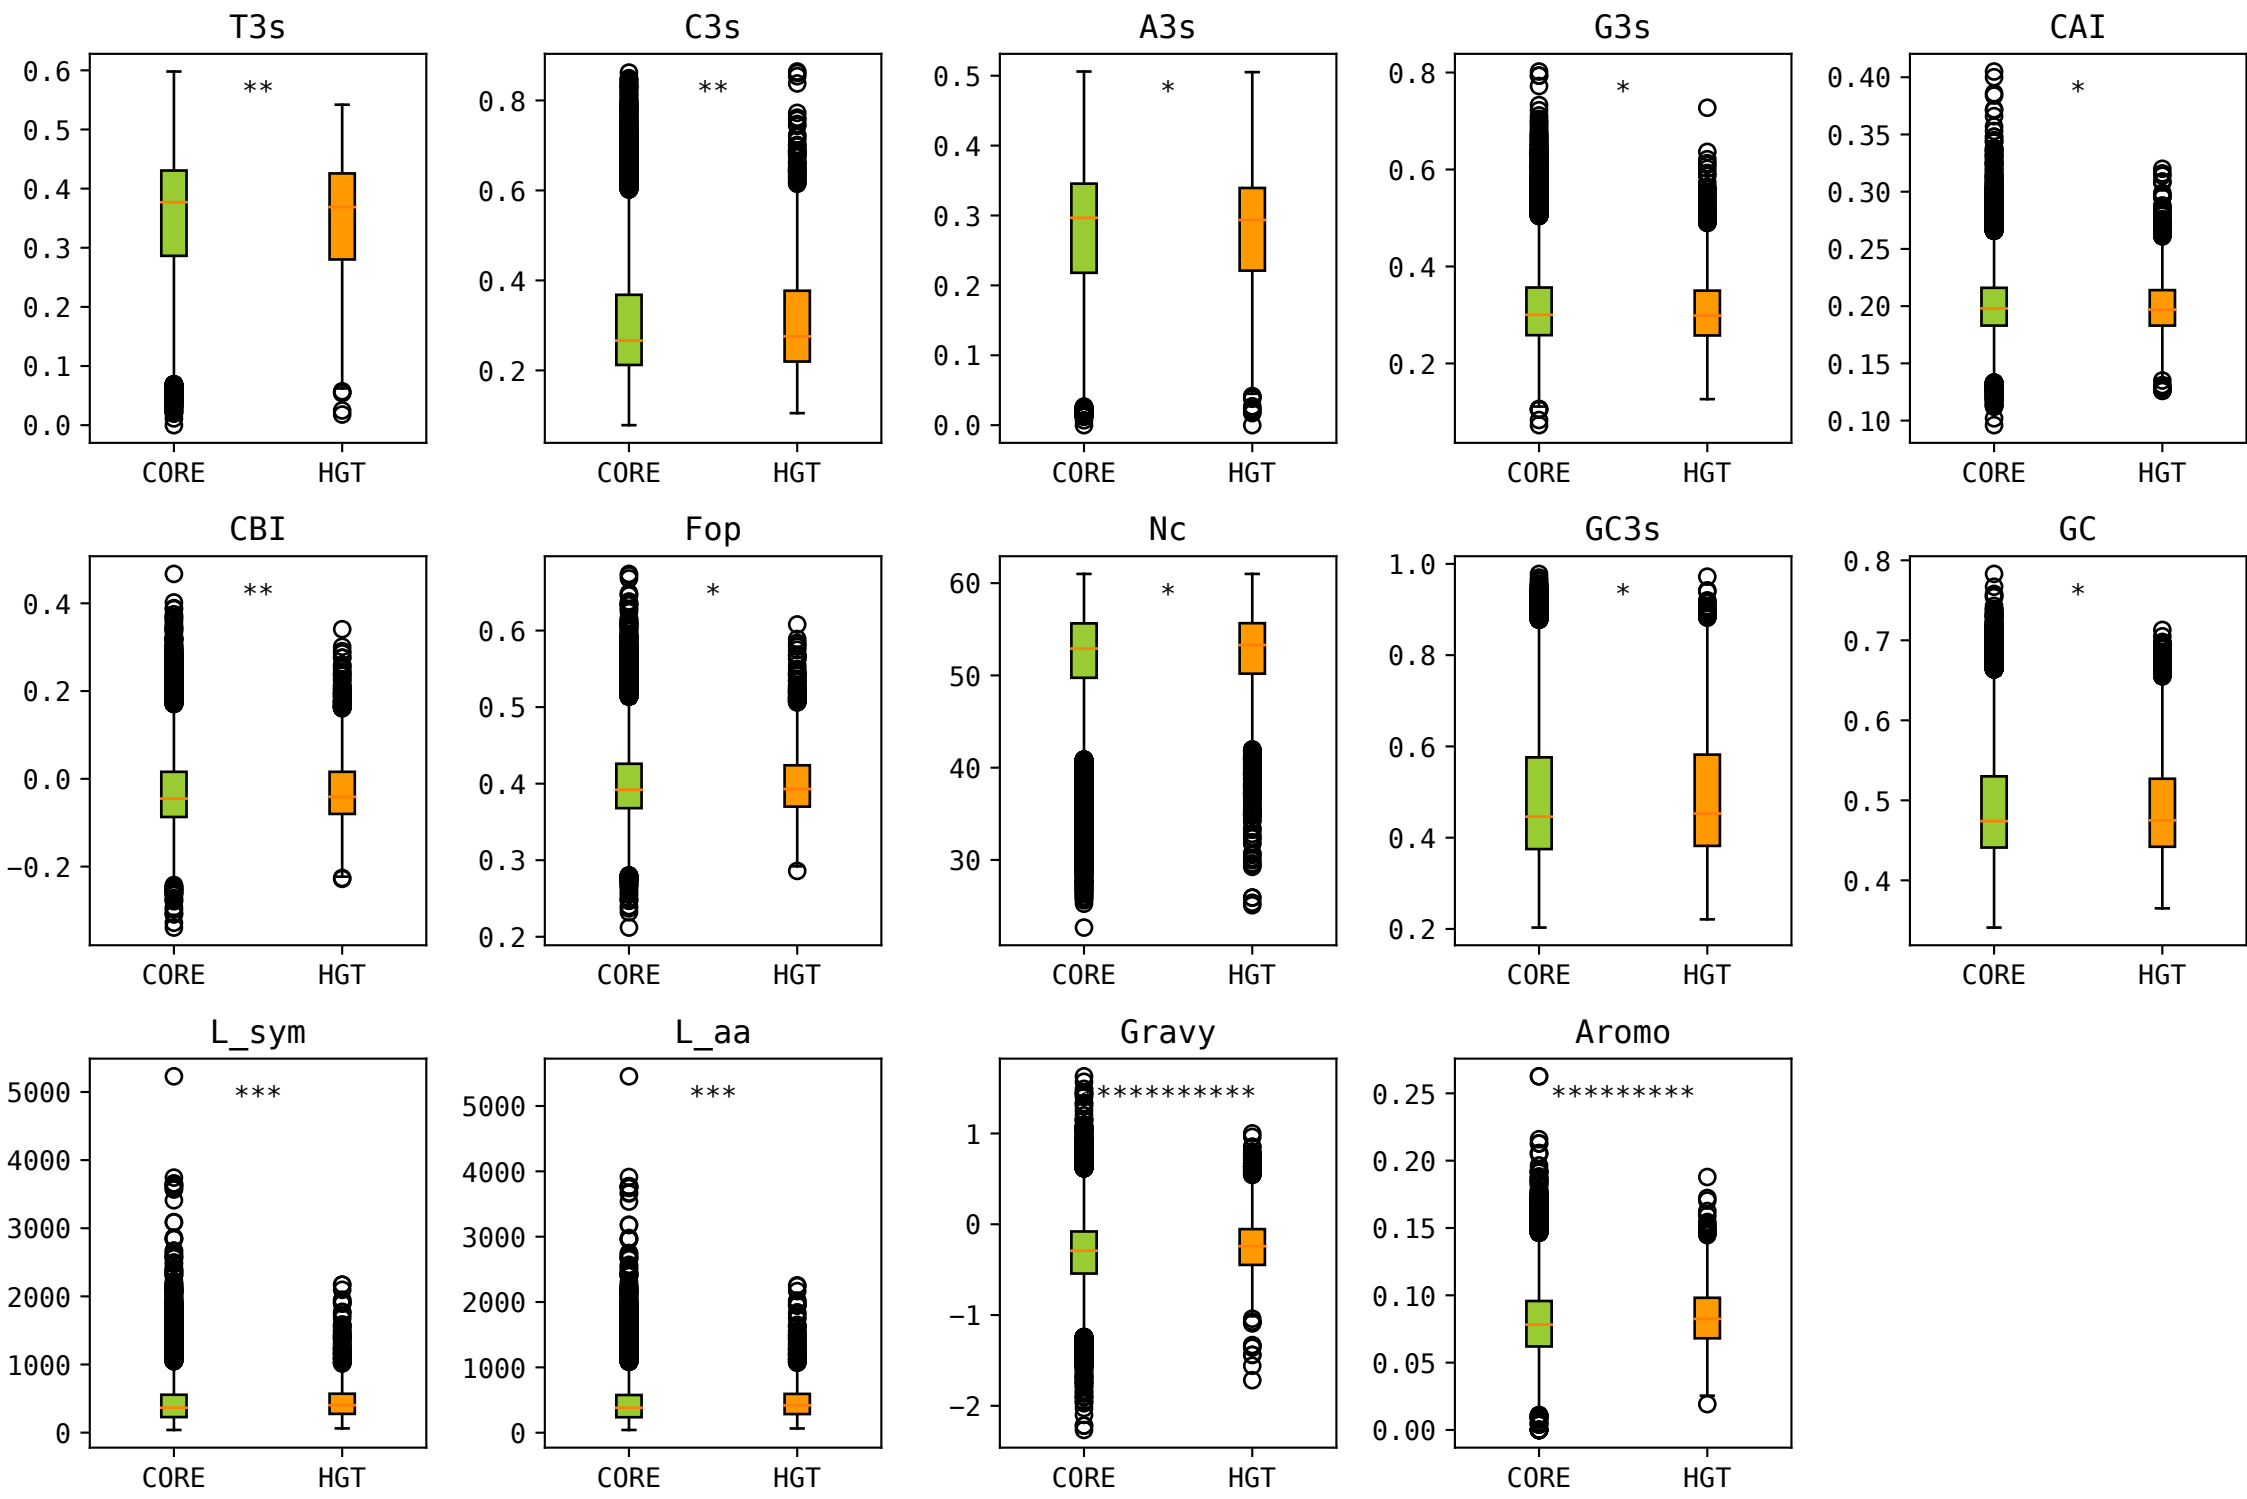 T3s C3s A3s G3s CAI
0.6 0.5 0.4 0.3 0.2 0.1 0.0
**
CORE HGT
0.8 0.6 0.4 0.2
**
CORE HGT
0.5 0.4 0.3 0.2 0.1 0.0
*
CORE HGT
0.8 0.6 0.4 0.2
*
CORE HGT
0.40 0.35 0.30 0.25 0.20 0.15 0.10
*
CORE HGT
CBI Fop Nc GC3s GC
0.4 0.2 0.0 −0.2
**
CORE HGT
0.6 0.5 0.4 0.3 0.2
*
CORE HGT
60 50 40 30
*
CORE HGT
1.0 0.8 0.6 0.4 0.2
*
CORE HGT
0.8 0.7 0.6 0.5 0.4
*
CORE HGT
L_sym L_aa Gravy Aromo
5000 4000 3000 2000 1000 0
***
CORE HGT
5000 4000 3000 2000 1000 0
***
CORE HGT
1 0 −1 −2
**********
CORE HGT
0.25 0.20 0.15 0.10 0.05 0.00
*********
CORE HGT